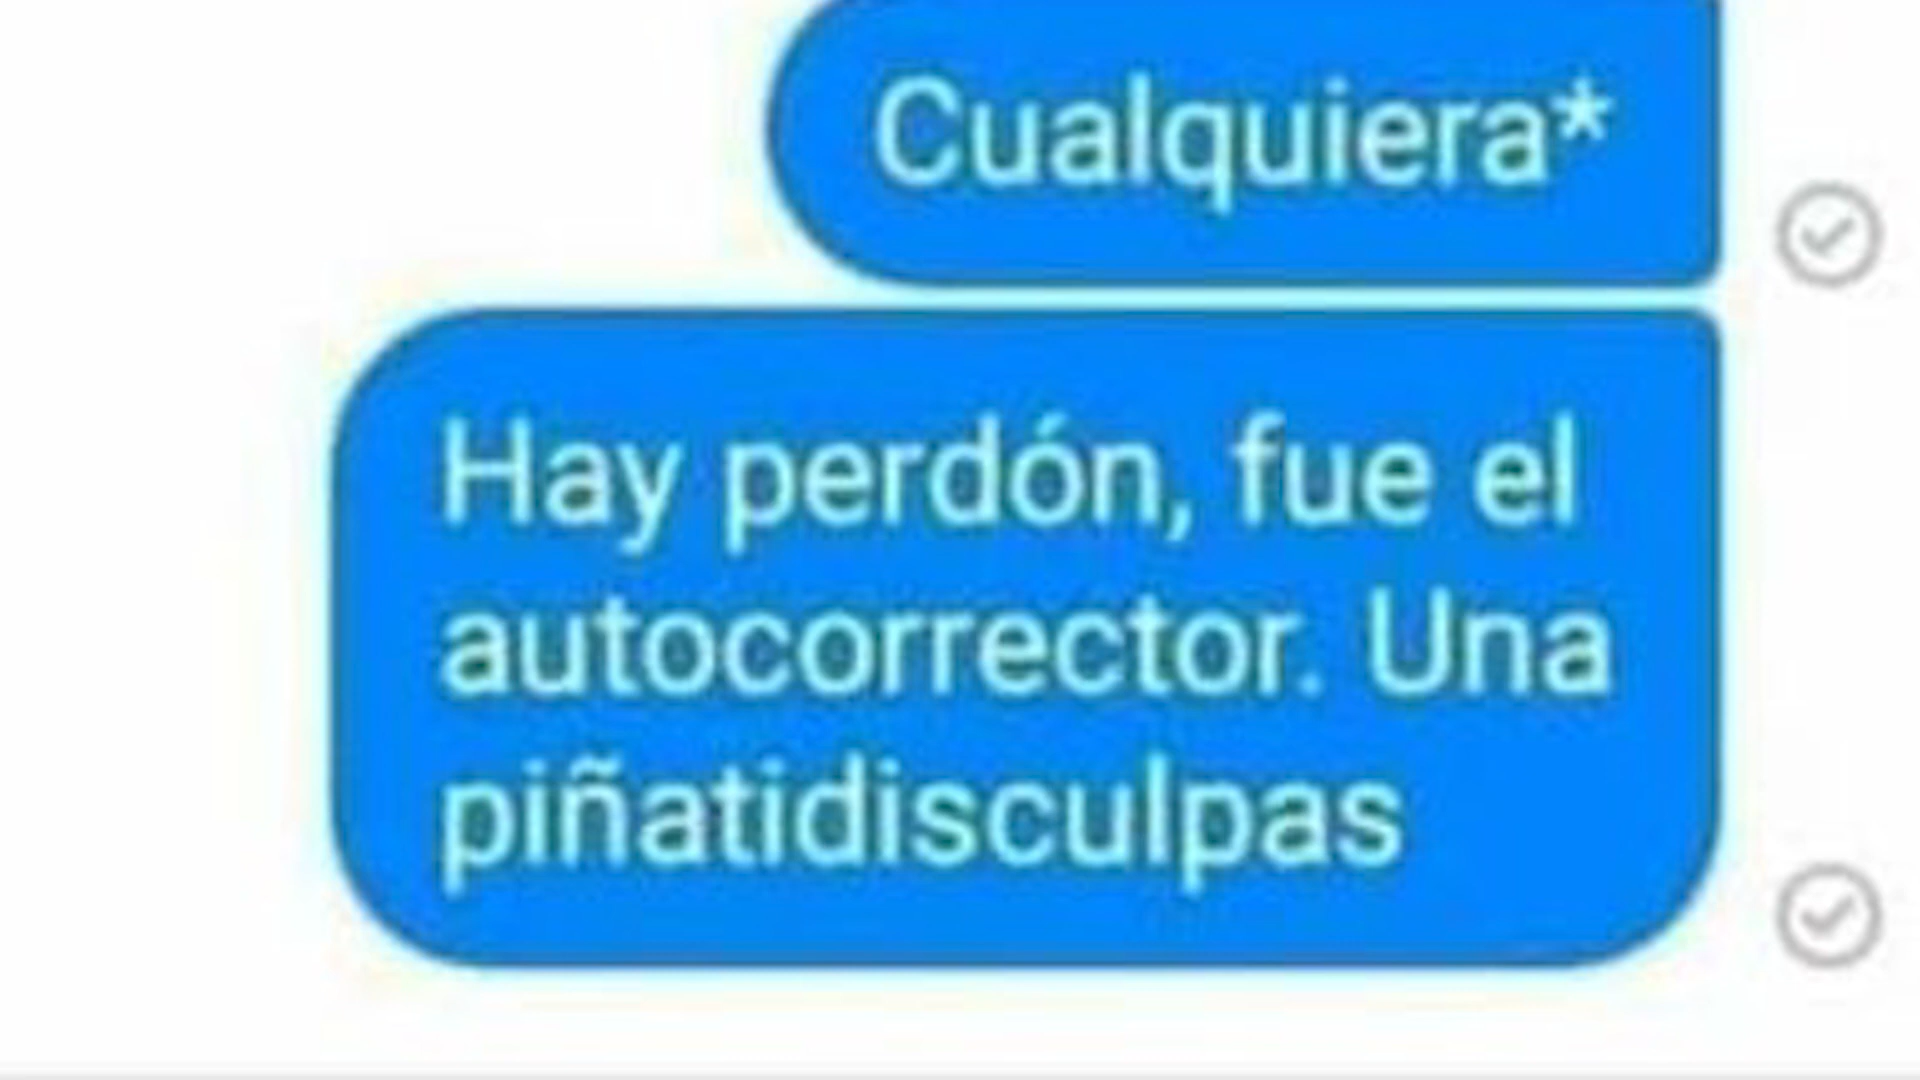 Cualquiera*
Hay perdón, fue el
autocorrector. Una
piñatidisculpas